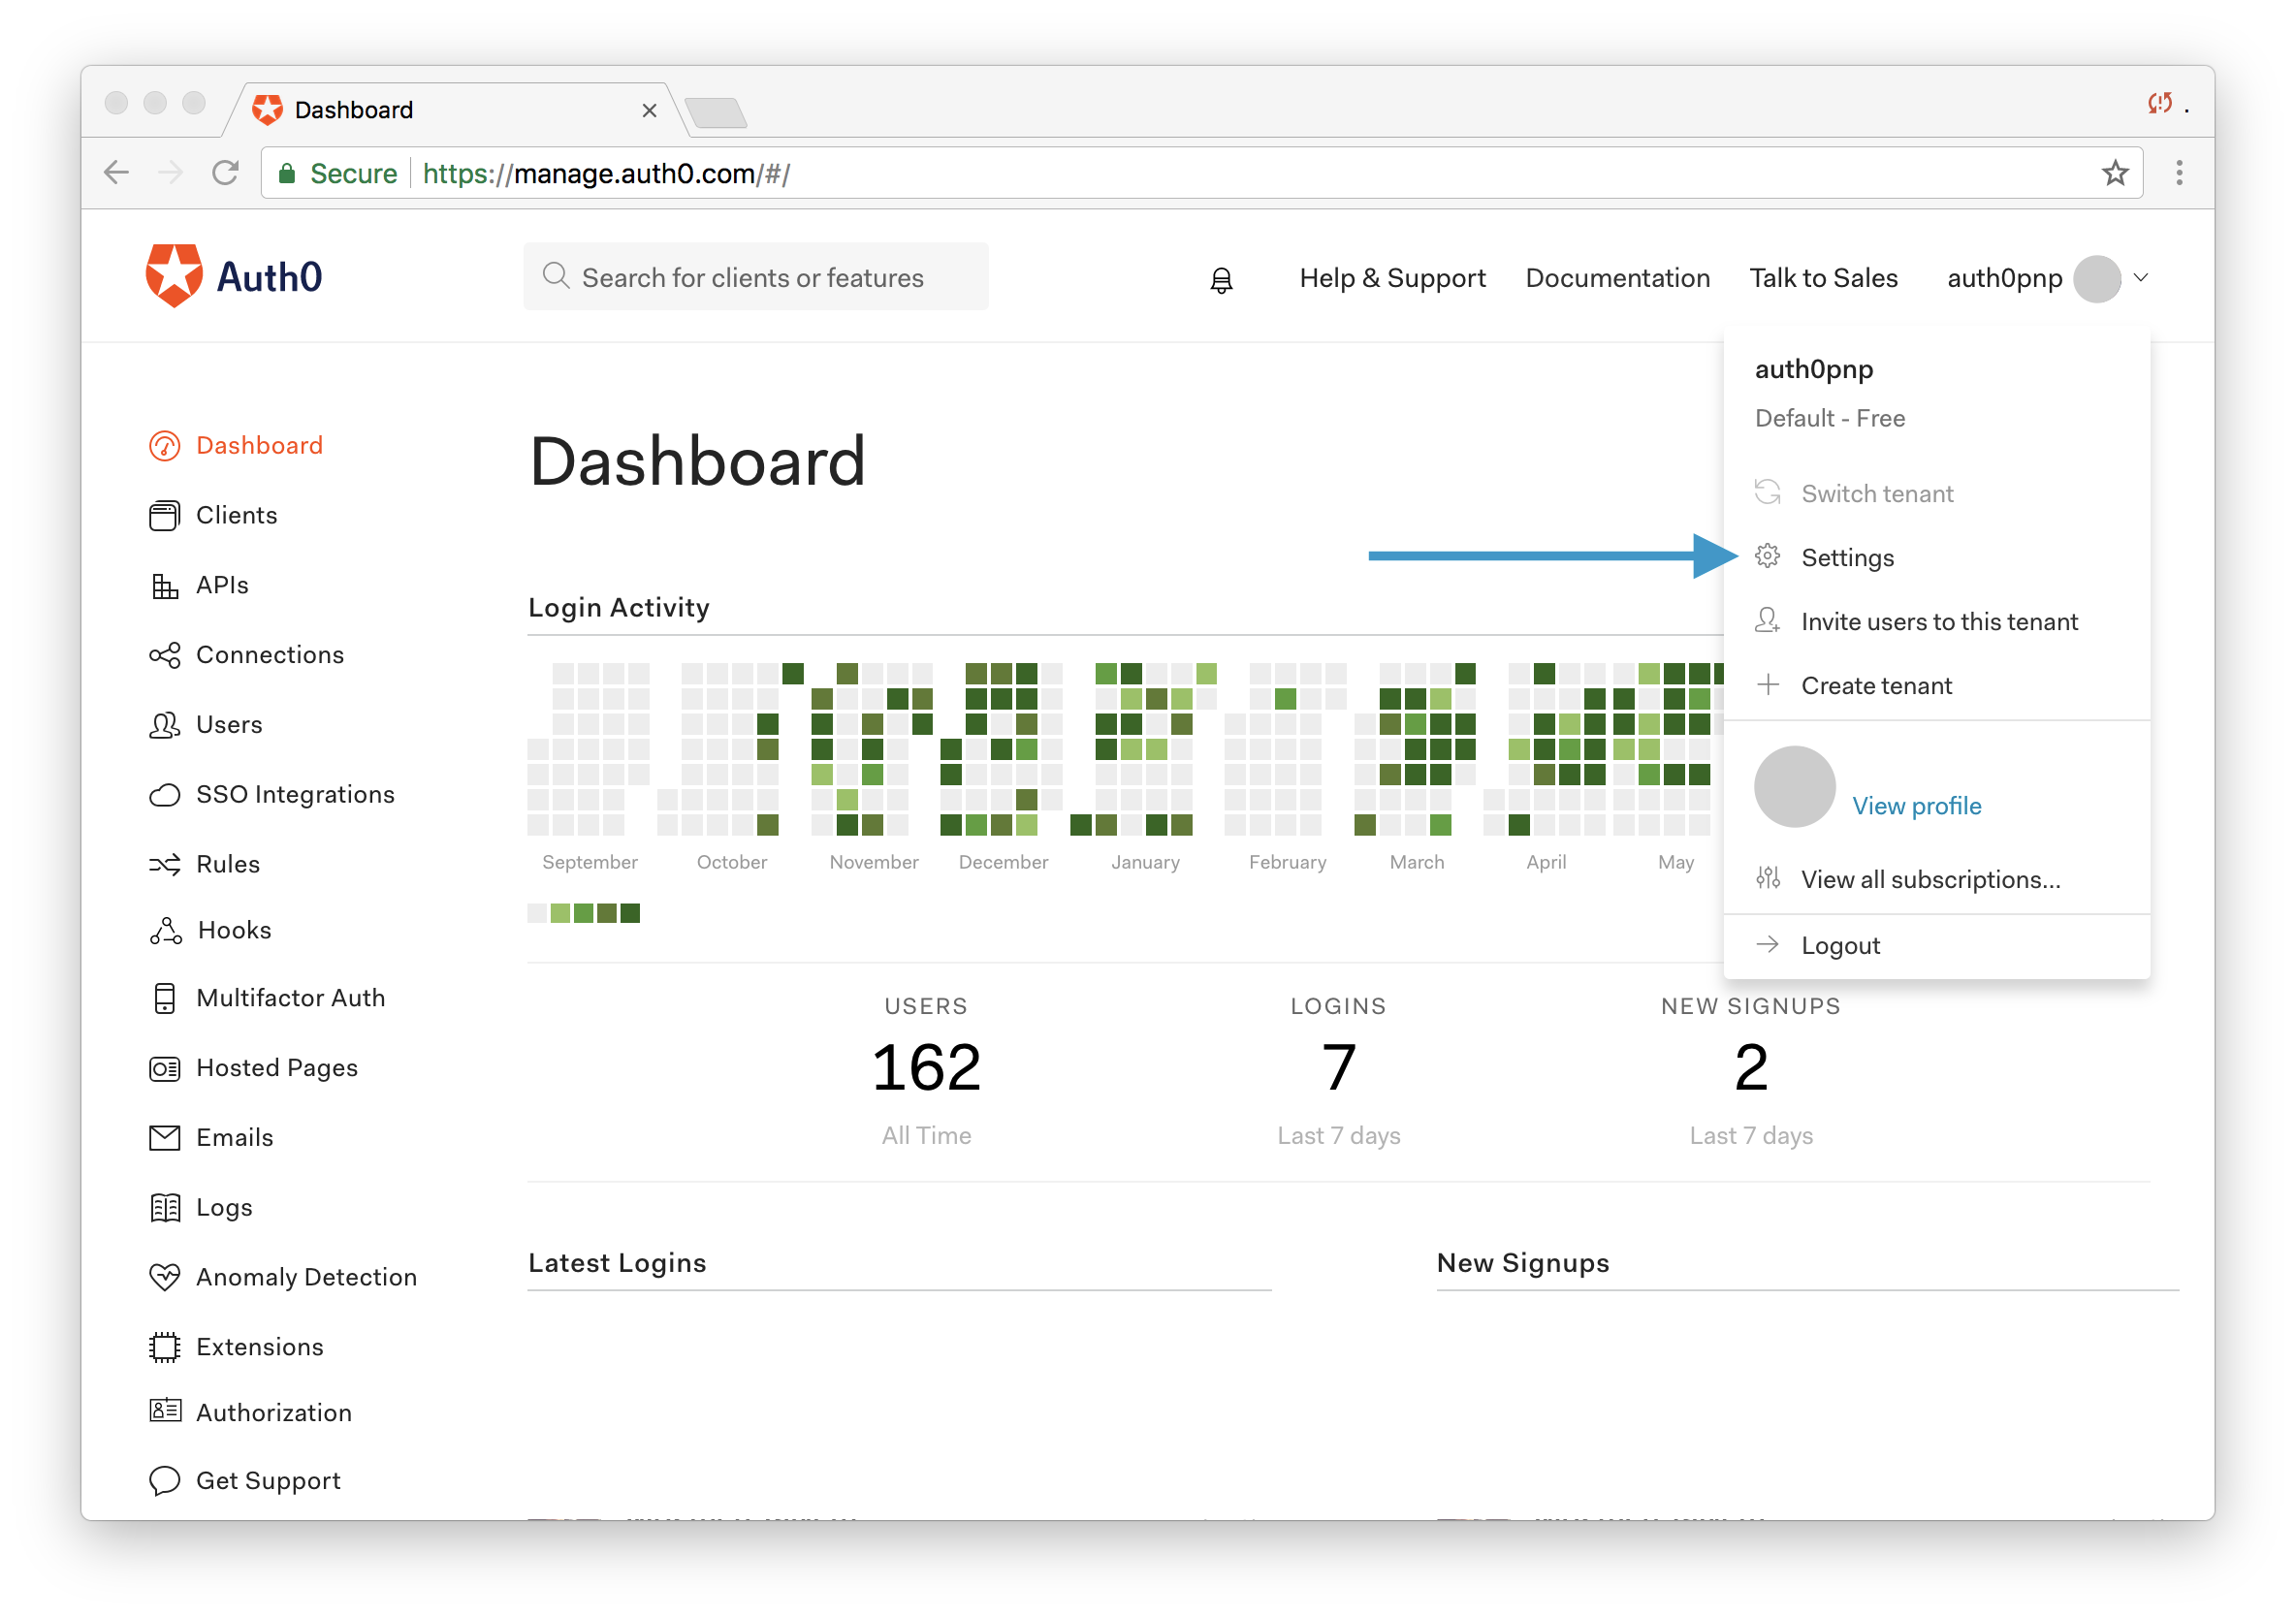 Dashboard
Secure https://manage.auth0.com/#/
Auth0
Search for clients or features
Help & Support
Documentation
Talk to Sales
auth0pnp
auth0pnp
Default - Free
Switch tenant
Settings
Invite users to this tenant
Create tenant
View profile
View all subscriptions...
Logout
Dashboard
Clients
APIs
Connections
Users
SSO Integrations
Rules
Hooks
Multifactor Auth
Hosted Pages
Emails
Logs
Anomaly Detection
Extensions
Authorization
Get Support
Dashboard
Login Activity
September October November December January February March April May
USERS
162
All Time
LOGINS
7
Last 7 days
NEW SIGNUPS
2
Last 7 days
Latest Logins
New Signups